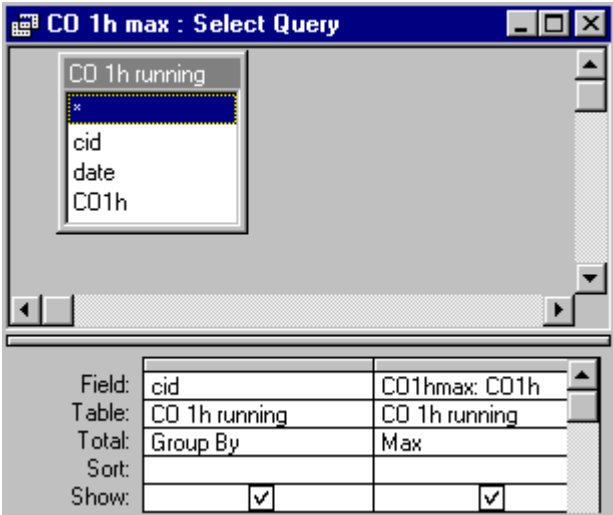 CO 1h max : Select Query
CO 1h running
*
cid
date
CO1h
Field: cid CO1hmax: CO1h
Table: CO 1h running CO 1h running
Total: Group By Max
Sort:
Show: